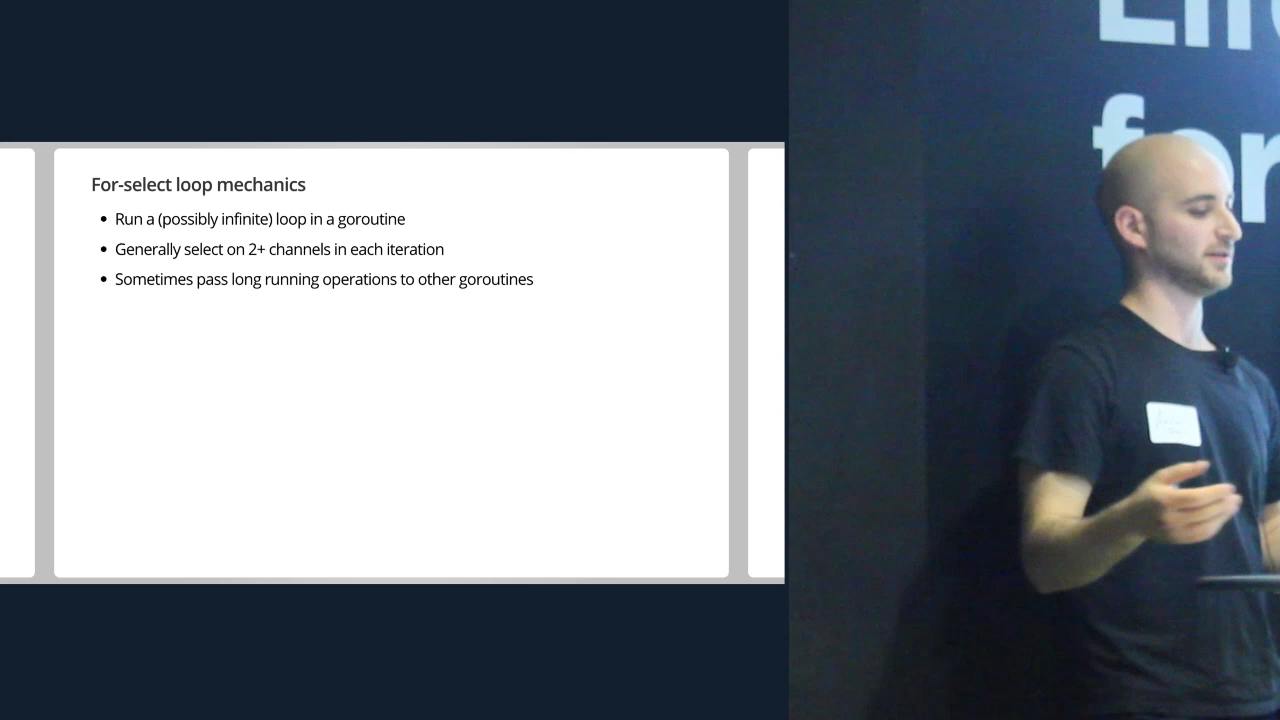 For-select loop mechanics
Run a (possibly infinite) loop in a goroutine
Generally select on 2+ channels in each iteration
Sometimes pass long running operations to other goroutines
for